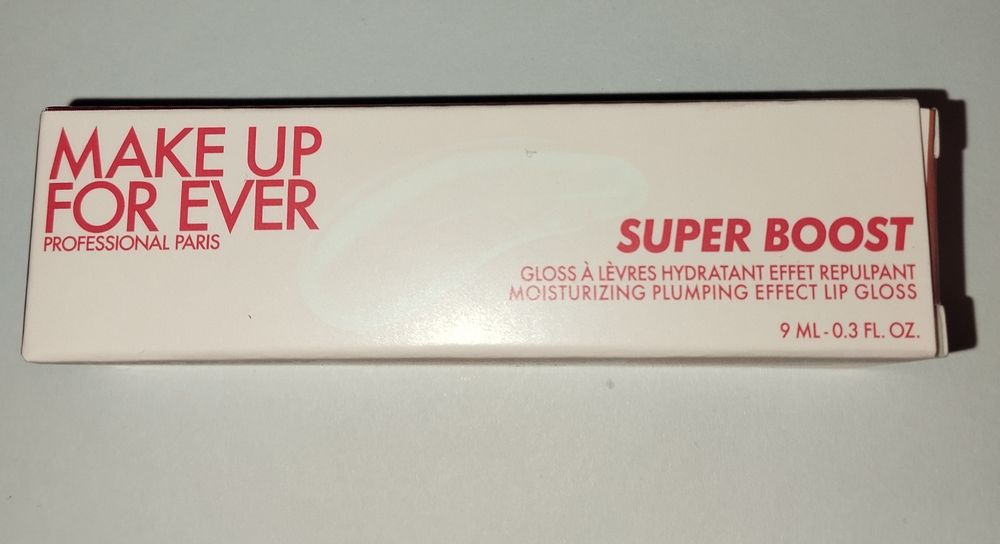 MAKE UP
FOR EVER
PROFESSIONAL PARIS
SUPER BOOST
GLOSS À LÈVRES HYDRATANT EFFET REPULPANT
MOISTURIZING PLUMPING EFFECT LIP GLOSS
9 ML - 0.3 FL. OZ.